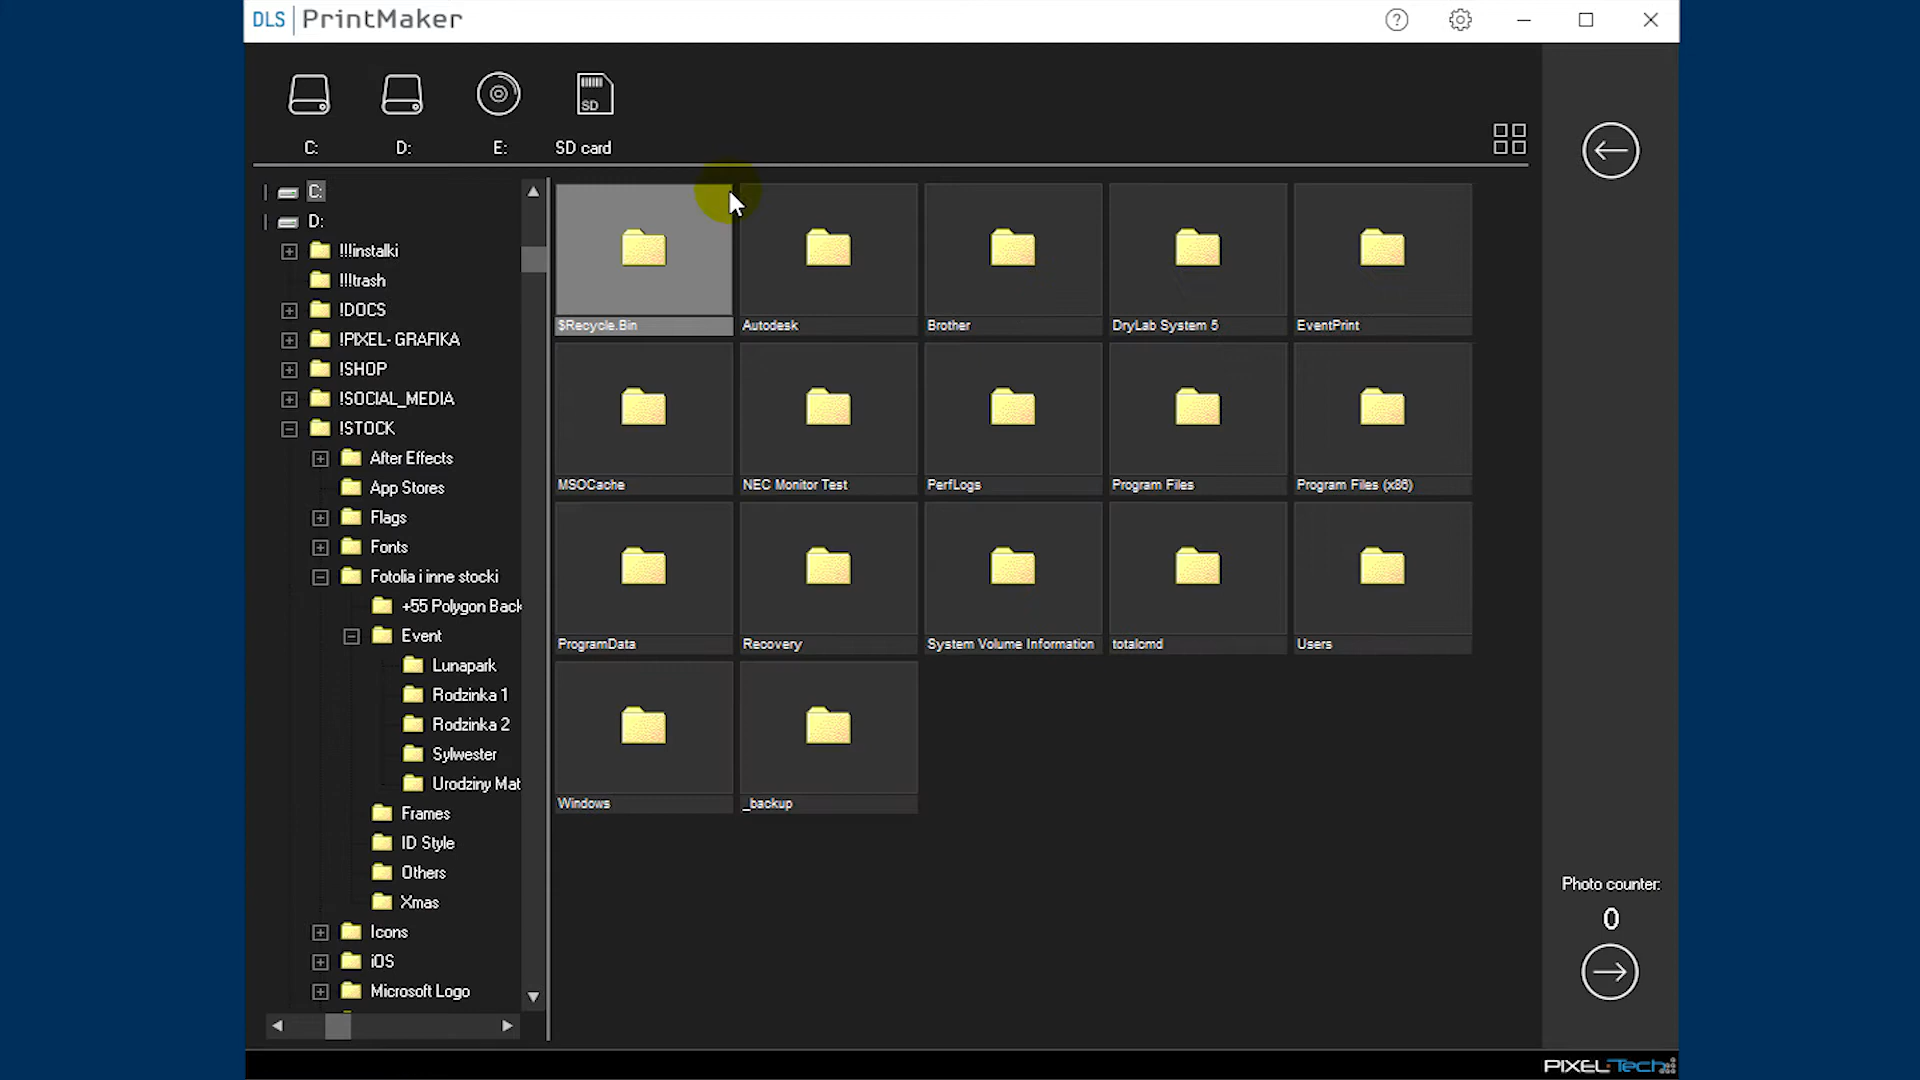 DLS PrintMaker
?
SD
C:
D:
E:
SD card
C:
D:
!!!instalki
!!!trash
!DOCS
!PIXEL- GRAFIKA
!SHOP
!SOCIAL_MEDIA
!STOCK
After Effects
App Stores
Flags
Fonts
Fotolia i inne stocki
+55 Polygon Back
Event
Lunapark
Rodzinka 1
Rodzinka 2
Sylwester
Urodziny Mat
Frames
ID Style
Others
Xmas
Icons
iOS
Microsoft Logo
$Recycle.Bin
Autodesk
Brother
DryLab System 5
EventPrint
MSOCache
NEC Monitor Test
PerfLogs
Program Files
Program Files (x86)
ProgramData
Recovery
System Volume Information
totalcmd
Users
Windows
_backup
Photo counter:
0
PIXEL-Tech